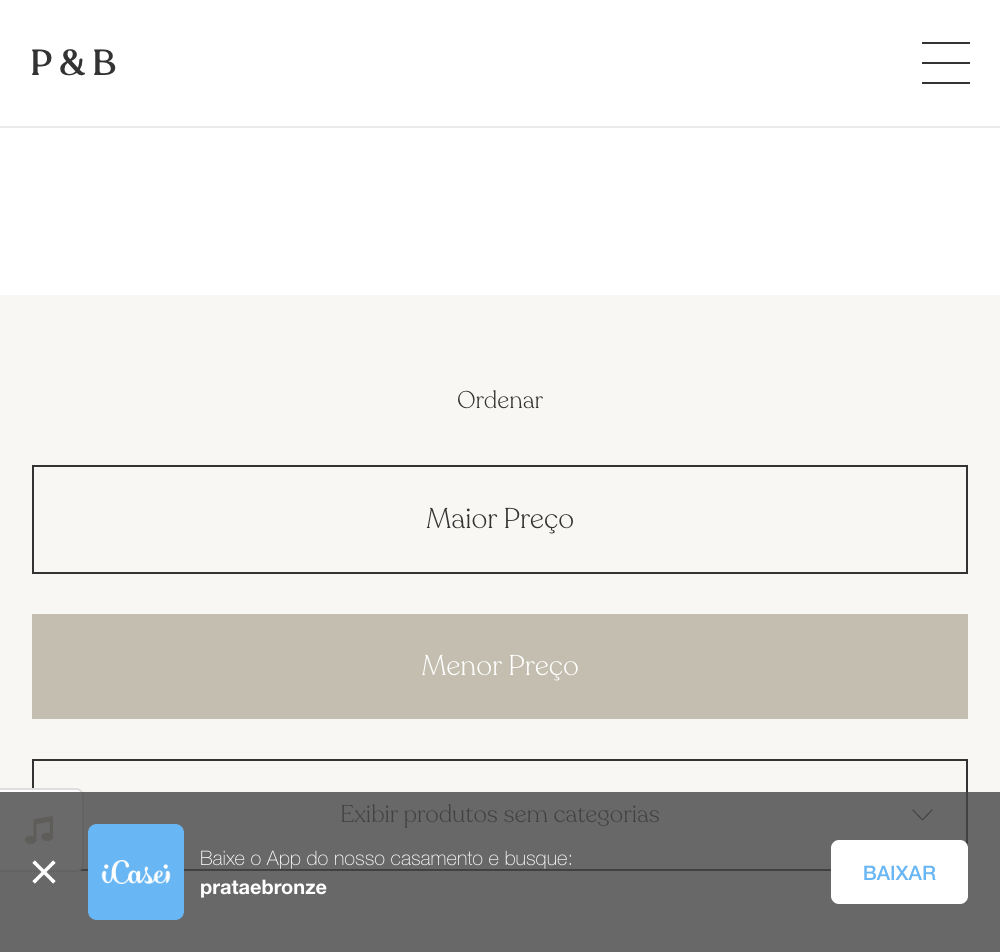 P & B
Ordenar
Maior Preço
Menor Preço
Exibir produtos sem categorias
iCasei
Baixe o App do nosso casamento e busque:
prataebronze
BAIXAR